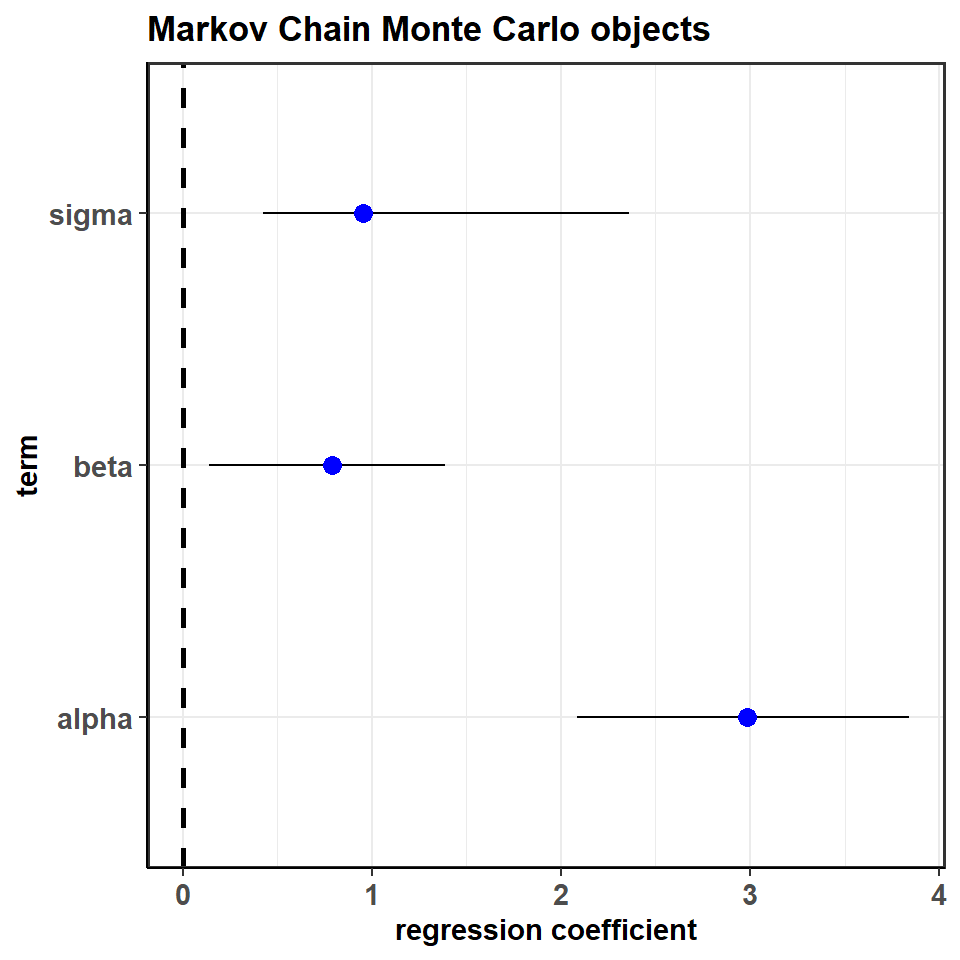 Markov Chain Monte Carlo objects
sigma
beta
alpha
term
0 1 2 3 4
regression coefficient